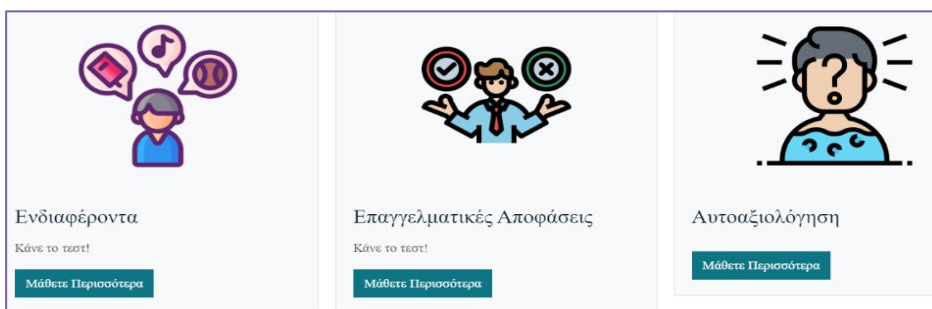 Ενδιαφέροντα
Κάνε το τεστ!
Μάθετε Περισσότερα
Επαγγελματικές Αποφάσεις
Κάνε το τεστ!
Μάθετε Περισσότερα
Αυτοαξιολόγηση
Μάθετε Περισσότερα